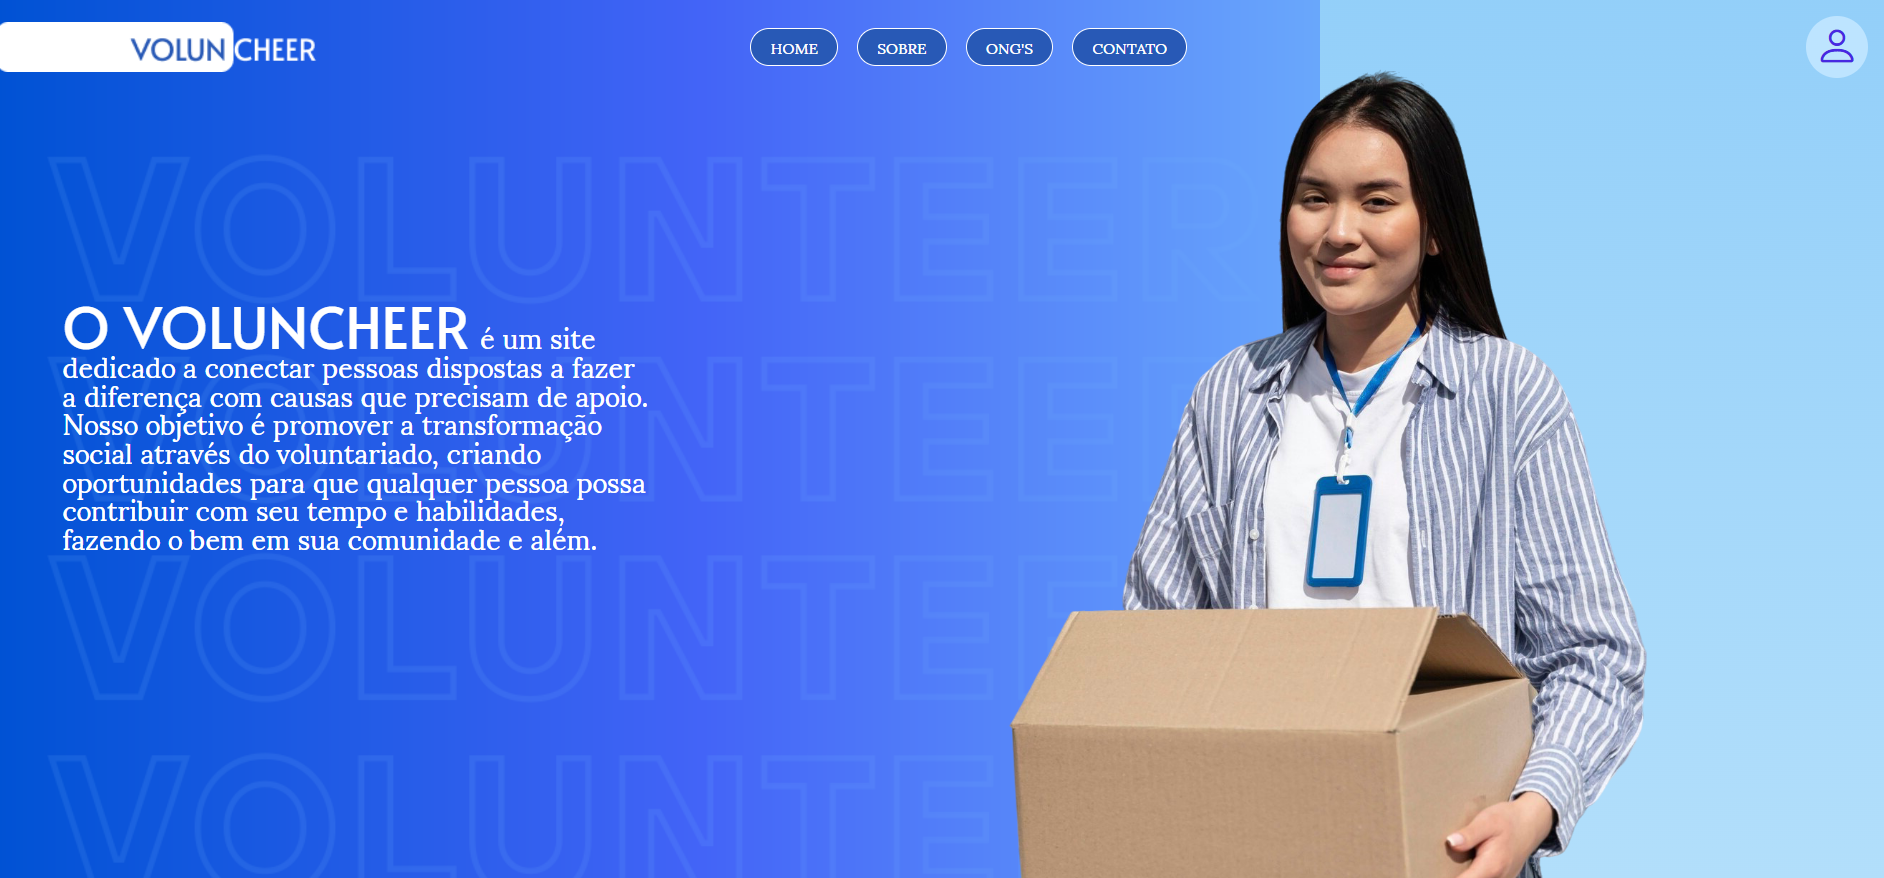 VOLUNCHEER
HOME
SOBRE
ONG'S
CONTATO
VOLUNTEER
O VOLUNCHEER é um site
dedicado a conectar pessoas dispostas a fazer
a diferença com causas que precisam de apoio.
Nosso objetivo é promover a transformação
social através do voluntariado, criando
oportunidades para que qualquer pessoa possa
contribuir com seu tempo e habilidades,
fazendo o bem em sua comunidade e além.
VOLUNTEE
VOLUNTEE
VOLUNTE